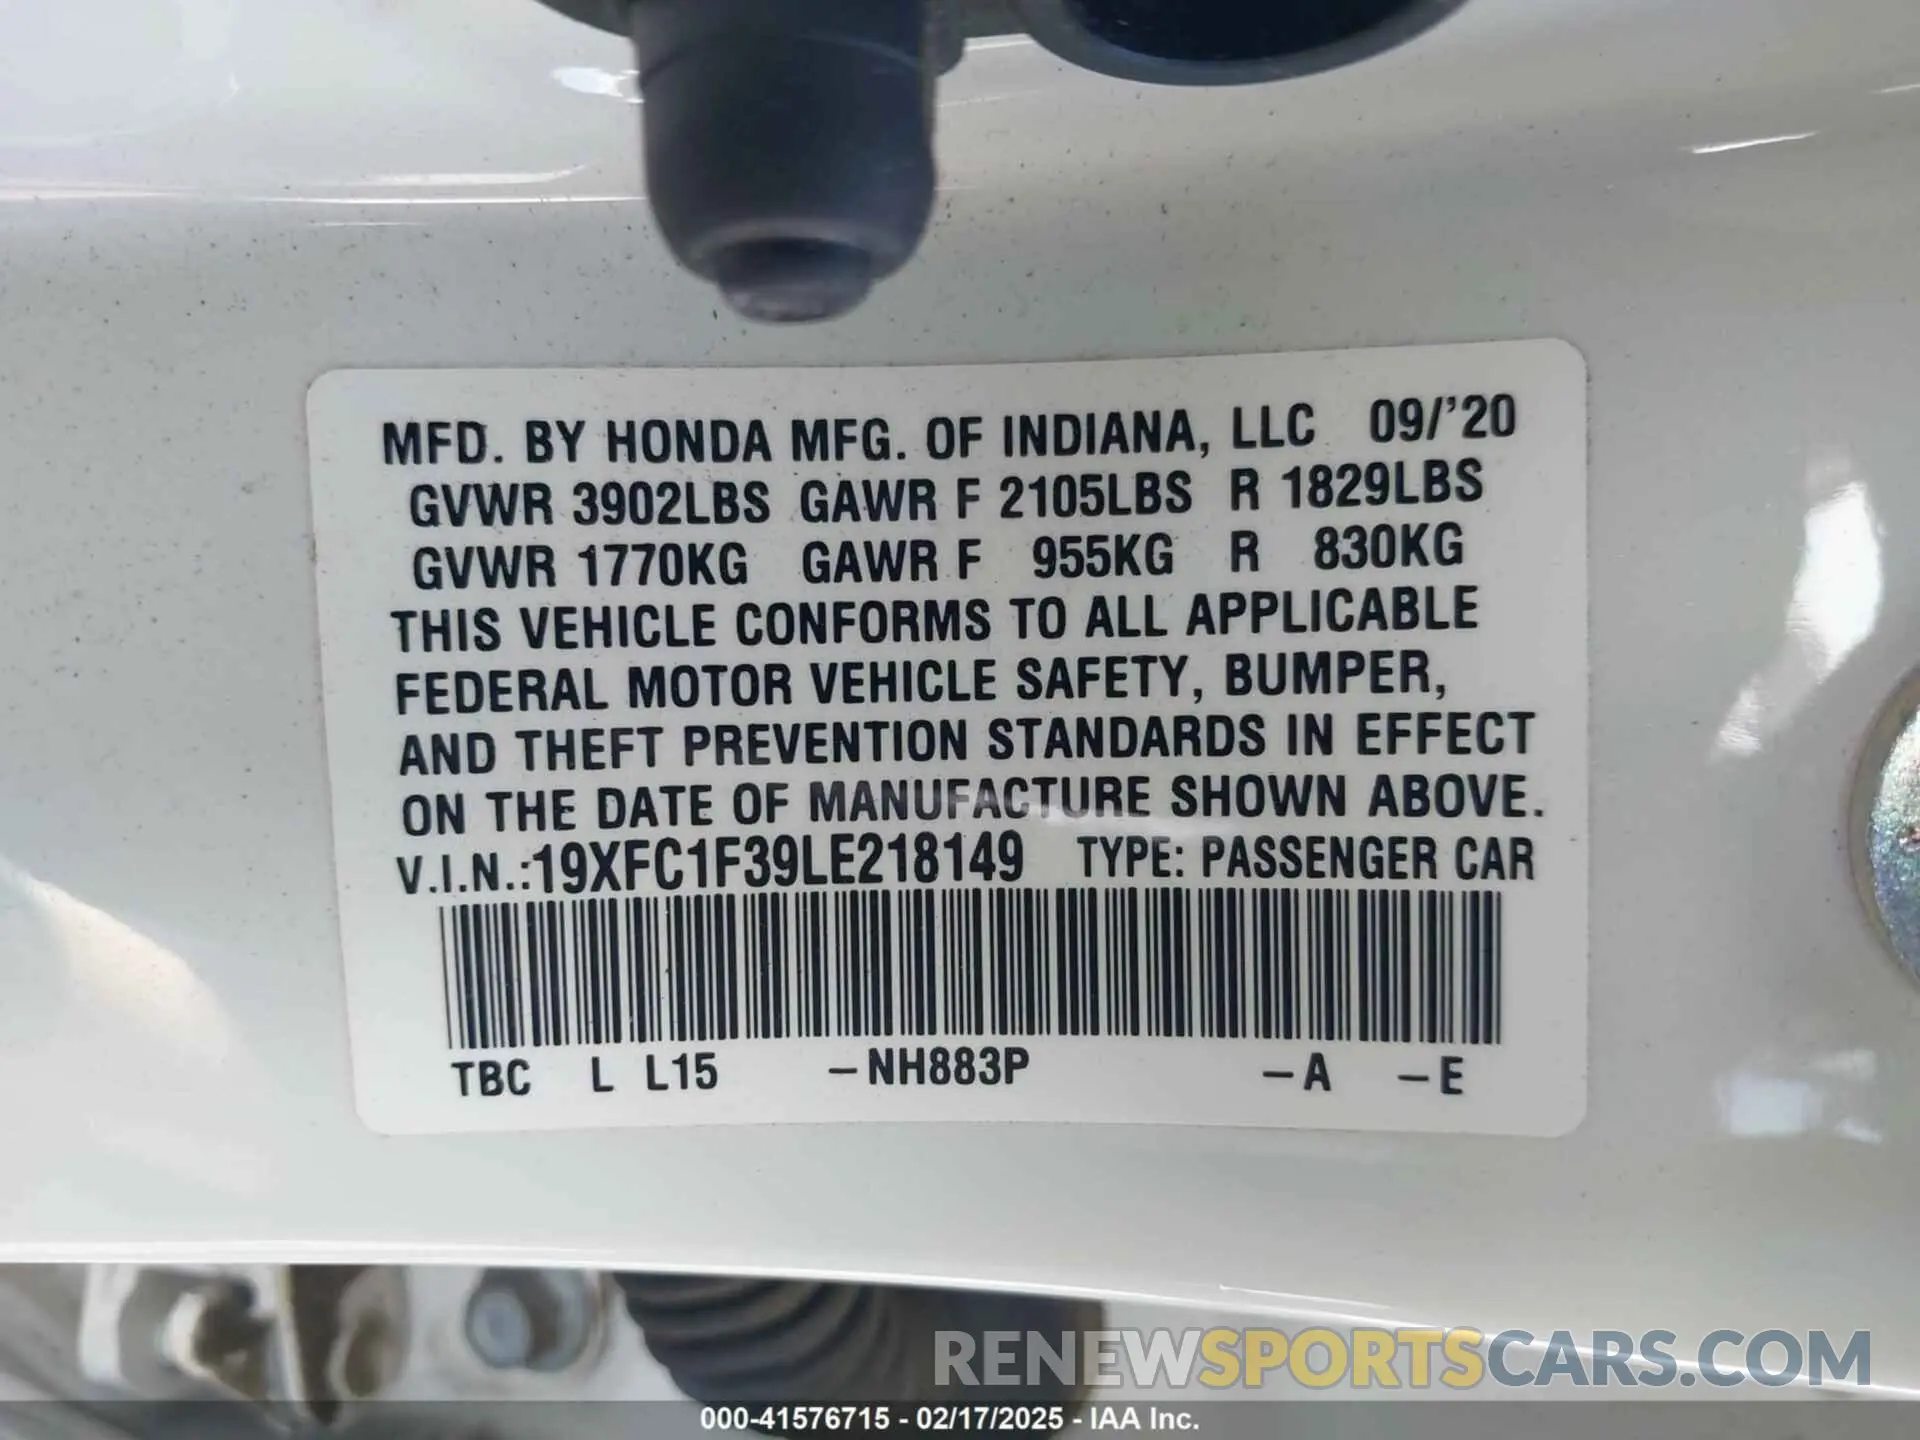 MFD. BY HONDA MFG. OF INDIANA, LLC 09/'20
GVWR 3902LBS GAWR F 2105LBS R 1829LBS
GVWR 1770KG GAWR F 955KG R 830KG
THIS VEHICLE CONFORMS TO ALL APPLICABLE
FEDERAL MOTOR VEHICLE SAFETY, BUMPER,
AND THEFT PREVENTION STANDARDS IN EFFECT
ON THE DATE OF MANUFACTURE SHOWN ABOVE.
V.I.N.:19XFC1F39LE218149 TYPE: PASSENGER CAR
TBC L L15 –NH883P –A –E
RENEWSPORTSCARS.COM
000-41576715 - 02/17/2025 - IAA Inc.